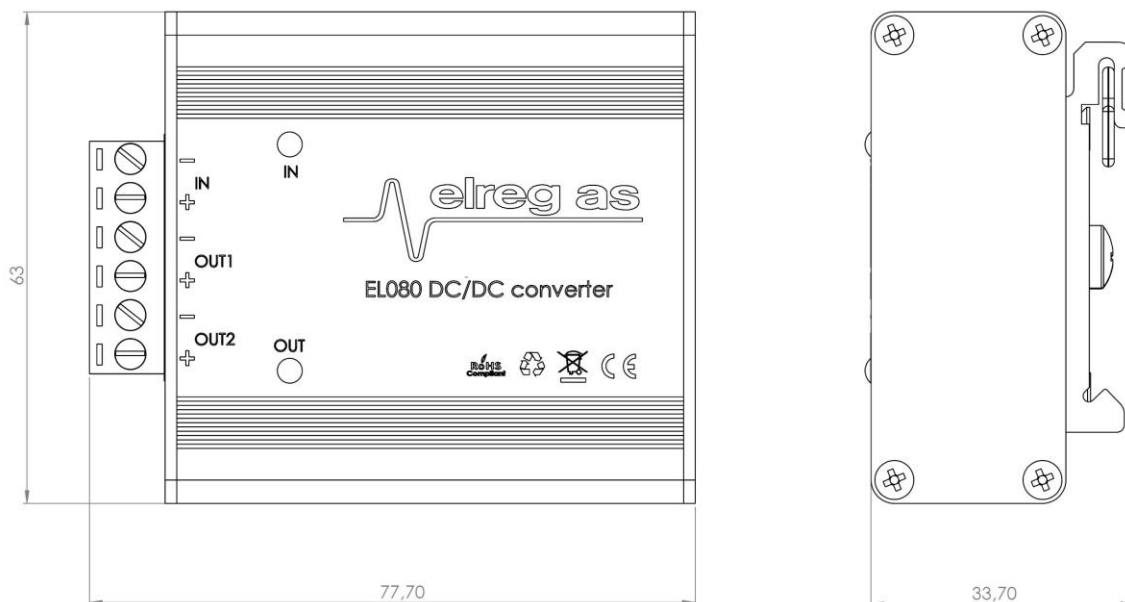 63
−
IN
+
−
OUT1
+
−
OUT2
+
IN
elreg as
EL080 DC/DC converter
OUT
RoHS
Compliant
CE
77,70
33,70